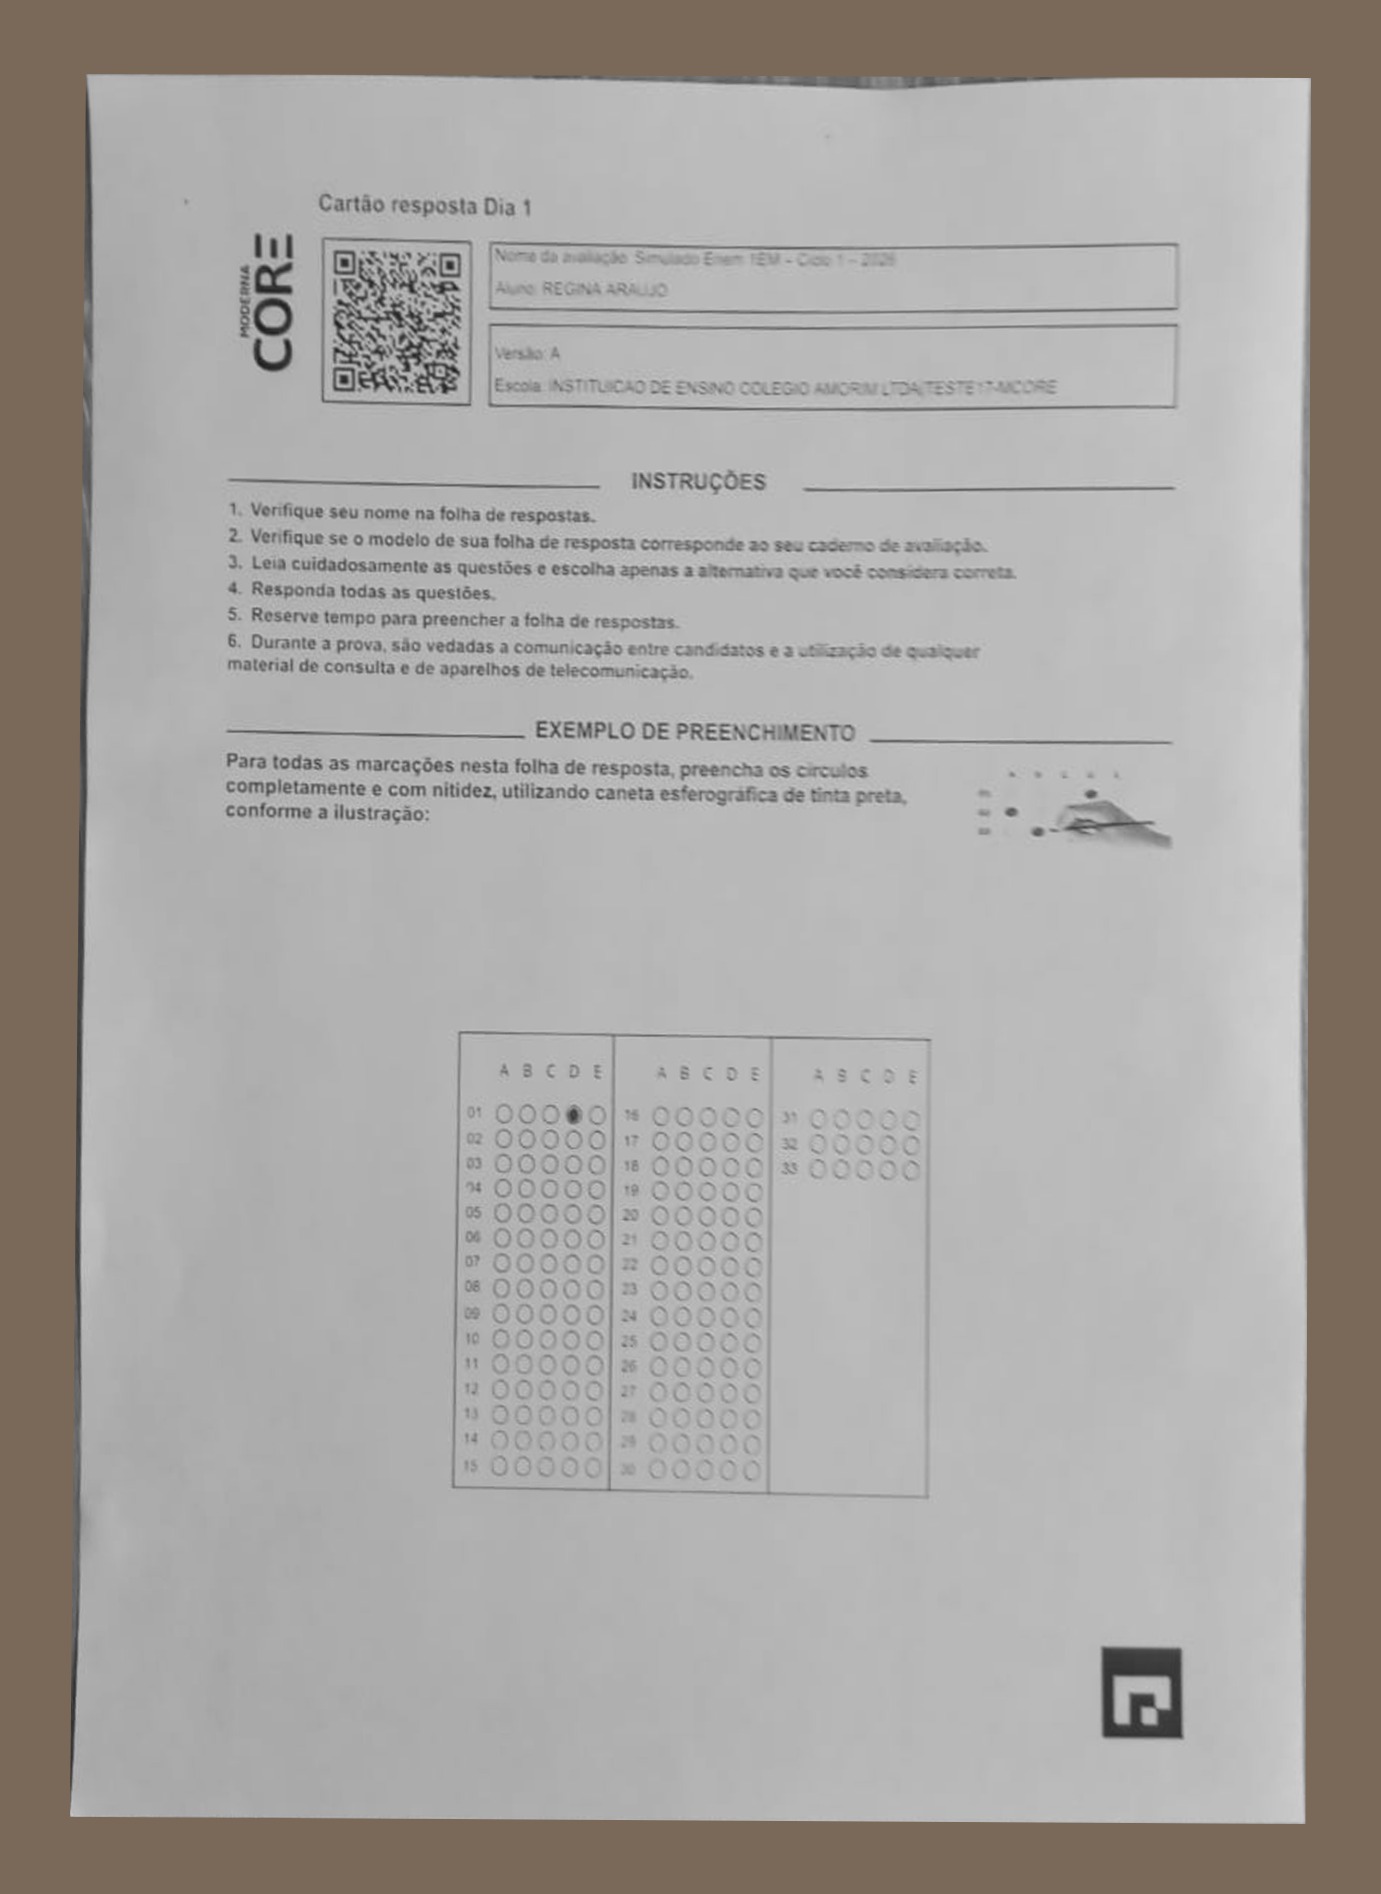 Cartão resposta Dia 1
MODERNA
CORE
Nome da avaliação: Simulado Enem 1EM - Ciclo 1 - 2026
Aluno: REGINA ARAUJO
Versão: A
Escola: INSTITUICAO DE ENSINO COLEGIO AMORIM LTDA(TESTE17-MCORE
INSTRUÇÕES
1. Verifique seu nome na folha de respostas.
2. Verifique se o modelo de sua folha de resposta corresponde ao seu caderno de avaliação.
3. Leia cuidadosamente as questões e escolha apenas a alternativa que você considera correta.
4. Responda todas as questões.
5. Reserve tempo para preencher a folha de respostas.
6. Durante a prova, são vedadas a comunicação entre candidatos e a utilização de qualquer
material de consulta e de aparelhos de telecomunicação.
EXEMPLO DE PREENCHIMENTO
Para todas as marcações nesta folha de resposta, preencha os círculos
completamente e com nitidez, utilizando caneta esferográfica de tinta preta,
conforme a ilustração:
A B C D E A B C D E A B C D E
01 16 31
02 17 32
03 18 33
04 19
05 20
06 21
07 22
08 23
09 24
10 25
11 26
12 27
13 28
14 29
15 30